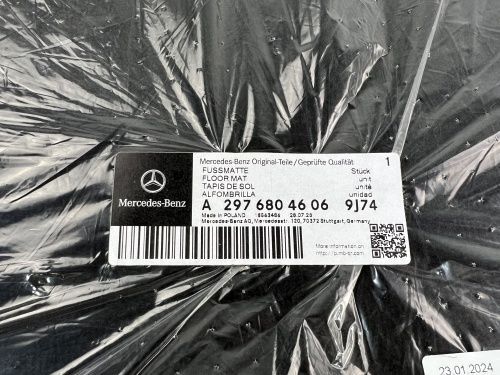 Mercedes-Benz Original-Teile/Geprüfte Qualität 1
FUSSMATTE Stück
FLOOR MAT unit
TAPIS DE SOL unité
ALFOMBRILLA unidad
Mercedes-Benz
A 297 680 46 06 9J74
Made in POLAND 28.07.23
Mercedes-Benz AG, Mercedesstr. 120, 70372 Stuttgart, Germany
More information on
23.01.2024